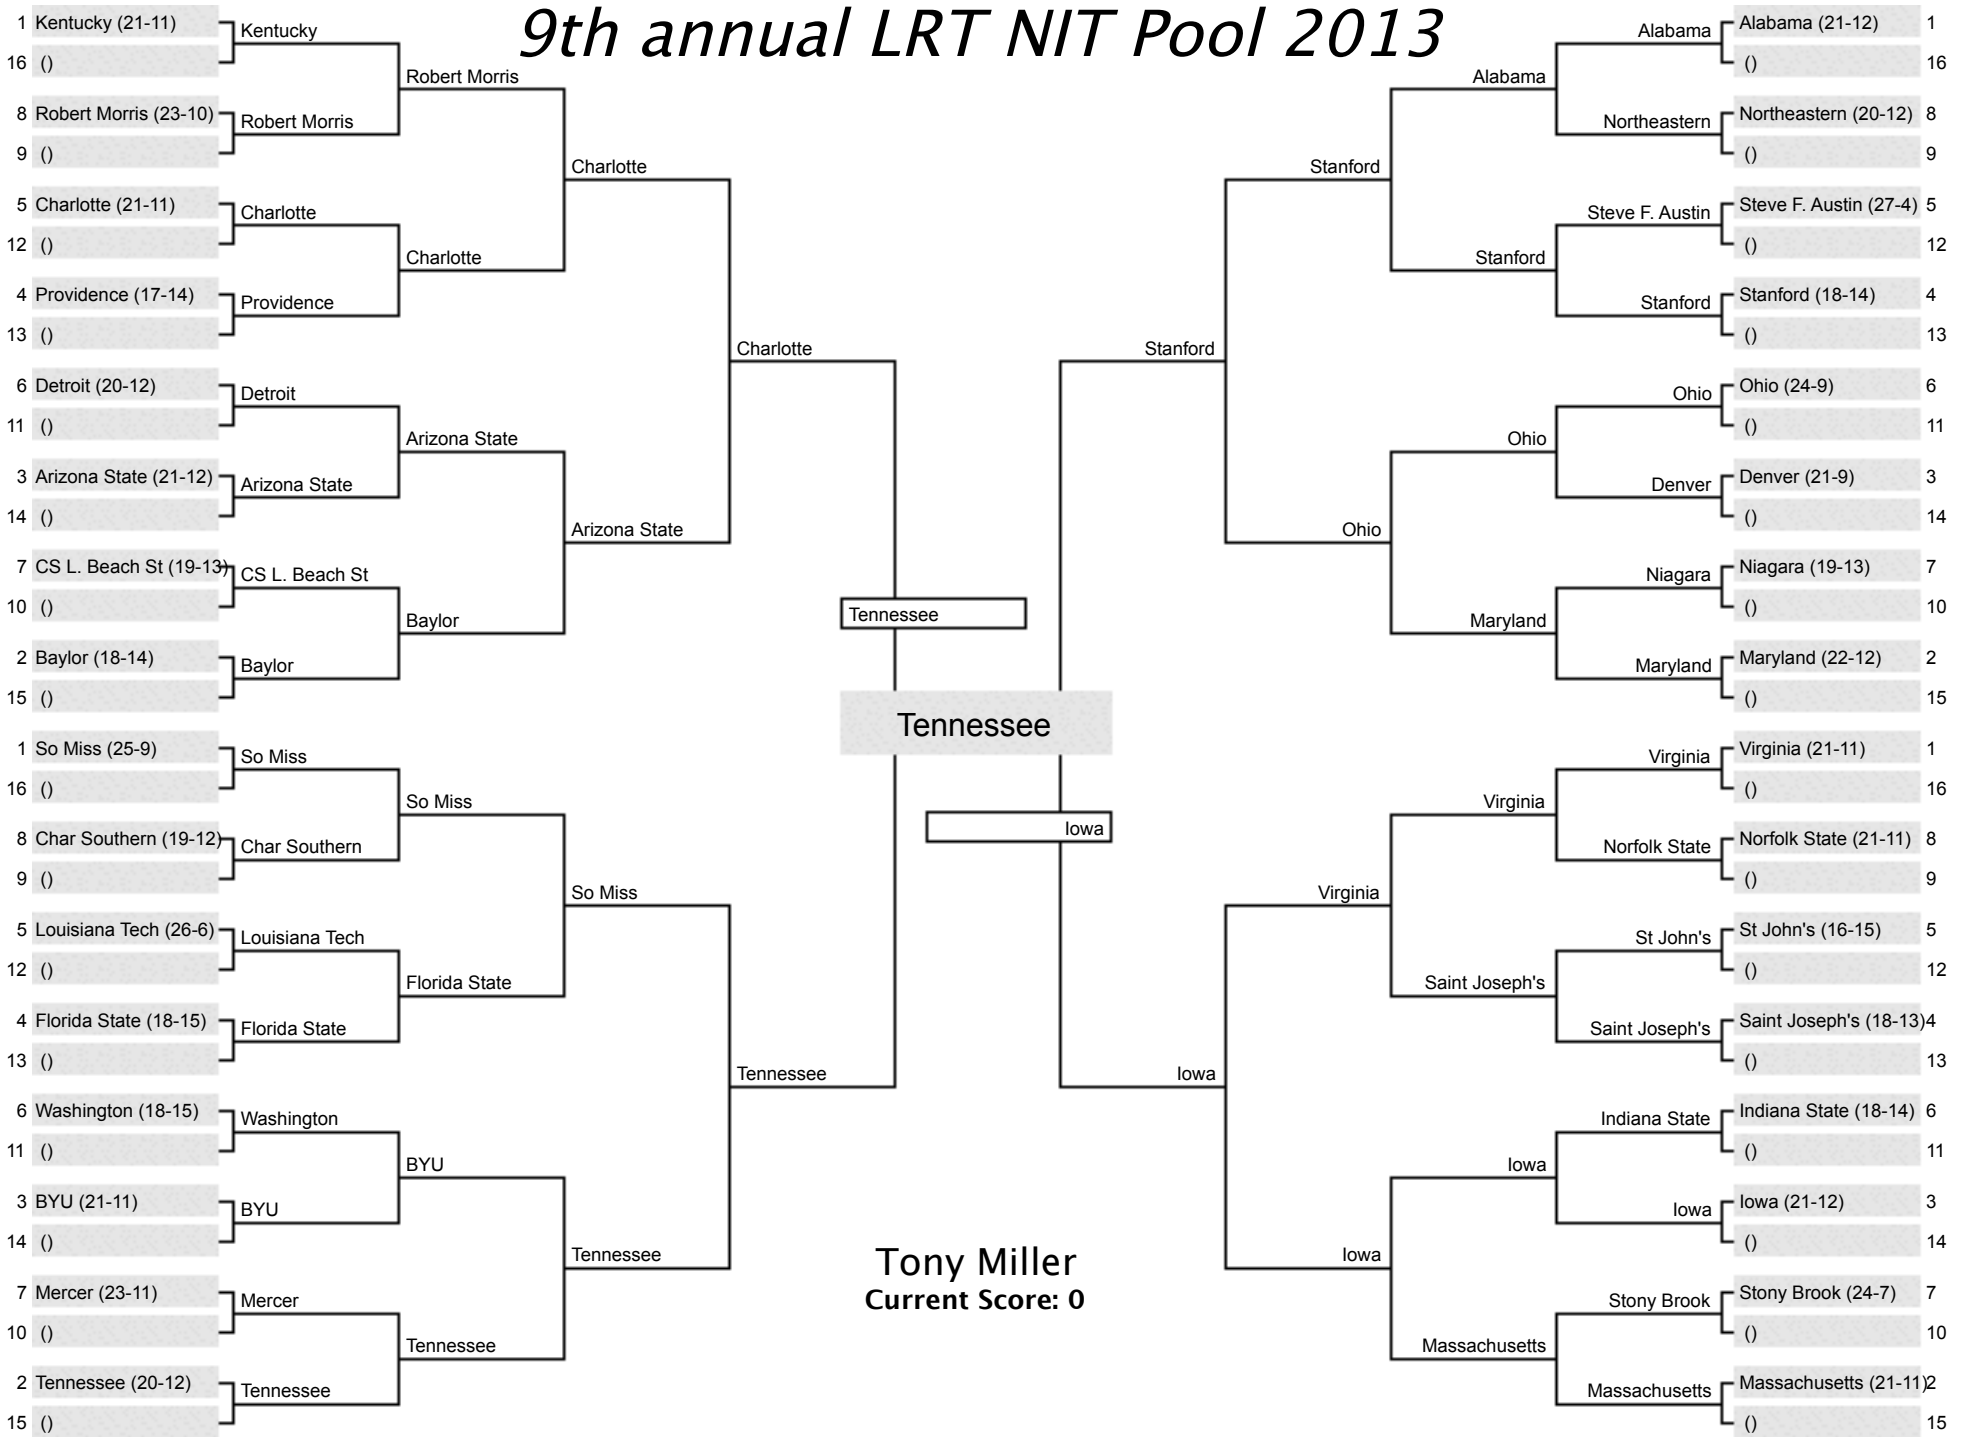 9th annual LRT NIT Pool 2013
1 Kentucky (21-11)
16 ()
8 Robert Morris (23-10)
9 ()
5 Charlotte (21-11)
12 ()
4 Providence (17-14)
13 ()
6 Detroit (20-12)
11 ()
3 Arizona State (21-12)
14 ()
7 CS L. Beach St (19-13)
10 ()
2 Baylor (18-14)
15 ()
1 So Miss (25-9)
16 ()
8 Char Southern (19-12)
9 ()
5 Louisiana Tech (26-6)
12 ()
4 Florida State (18-15)
13 ()
6 Washington (18-15)
11 ()
3 BYU (21-11)
14 ()
7 Mercer (23-11)
10 ()
2 Tennessee (20-12)
15 ()
Kentucky
Robert Morris
Charlotte
Providence
Detroit
Arizona State
CS L. Beach St
Baylor
So Miss
Char Southern
Louisiana Tech
Florida State
Washington
BYU
Mercer
Tennessee
Robert Morris
Charlotte
Arizona State
Baylor
So Miss
Florida State
BYU
Tennessee
Charlotte
Arizona State
So Miss
Tennessee
Charlotte
Tennessee
Tennessee
Tennessee
Iowa
Tony Miller
Current Score: 0
Stanford
Iowa
Stanford
Ohio
Virginia
Iowa
Alabama
Stanford
Ohio
Maryland
Virginia
Saint Joseph's
Iowa
Massachusetts
Alabama
Northeastern
Steve F. Austin
Stanford
Ohio
Denver
Niagara
Maryland
Virginia
Norfolk State
St John's
Saint Joseph's
Indiana State
Iowa
Stony Brook
Massachusetts
Alabama (21-12) 1
() 16
Northeastern (20-12) 8
() 9
Steve F. Austin (27-4) 5
() 12
Stanford (18-14) 4
() 13
Ohio (24-9) 6
() 11
Denver (21-9) 3
() 14
Niagara (19-13) 7
() 10
Maryland (22-12) 2
() 15
Virginia (21-11) 1
() 16
Norfolk State (21-11) 8
() 9
St John's (16-15) 5
() 12
Saint Joseph's (18-13) 4
() 13
Indiana State (18-14) 6
() 11
Iowa (21-12) 3
() 14
Stony Brook (24-7) 7
() 10
Massachusetts (21-11) 2
() 15